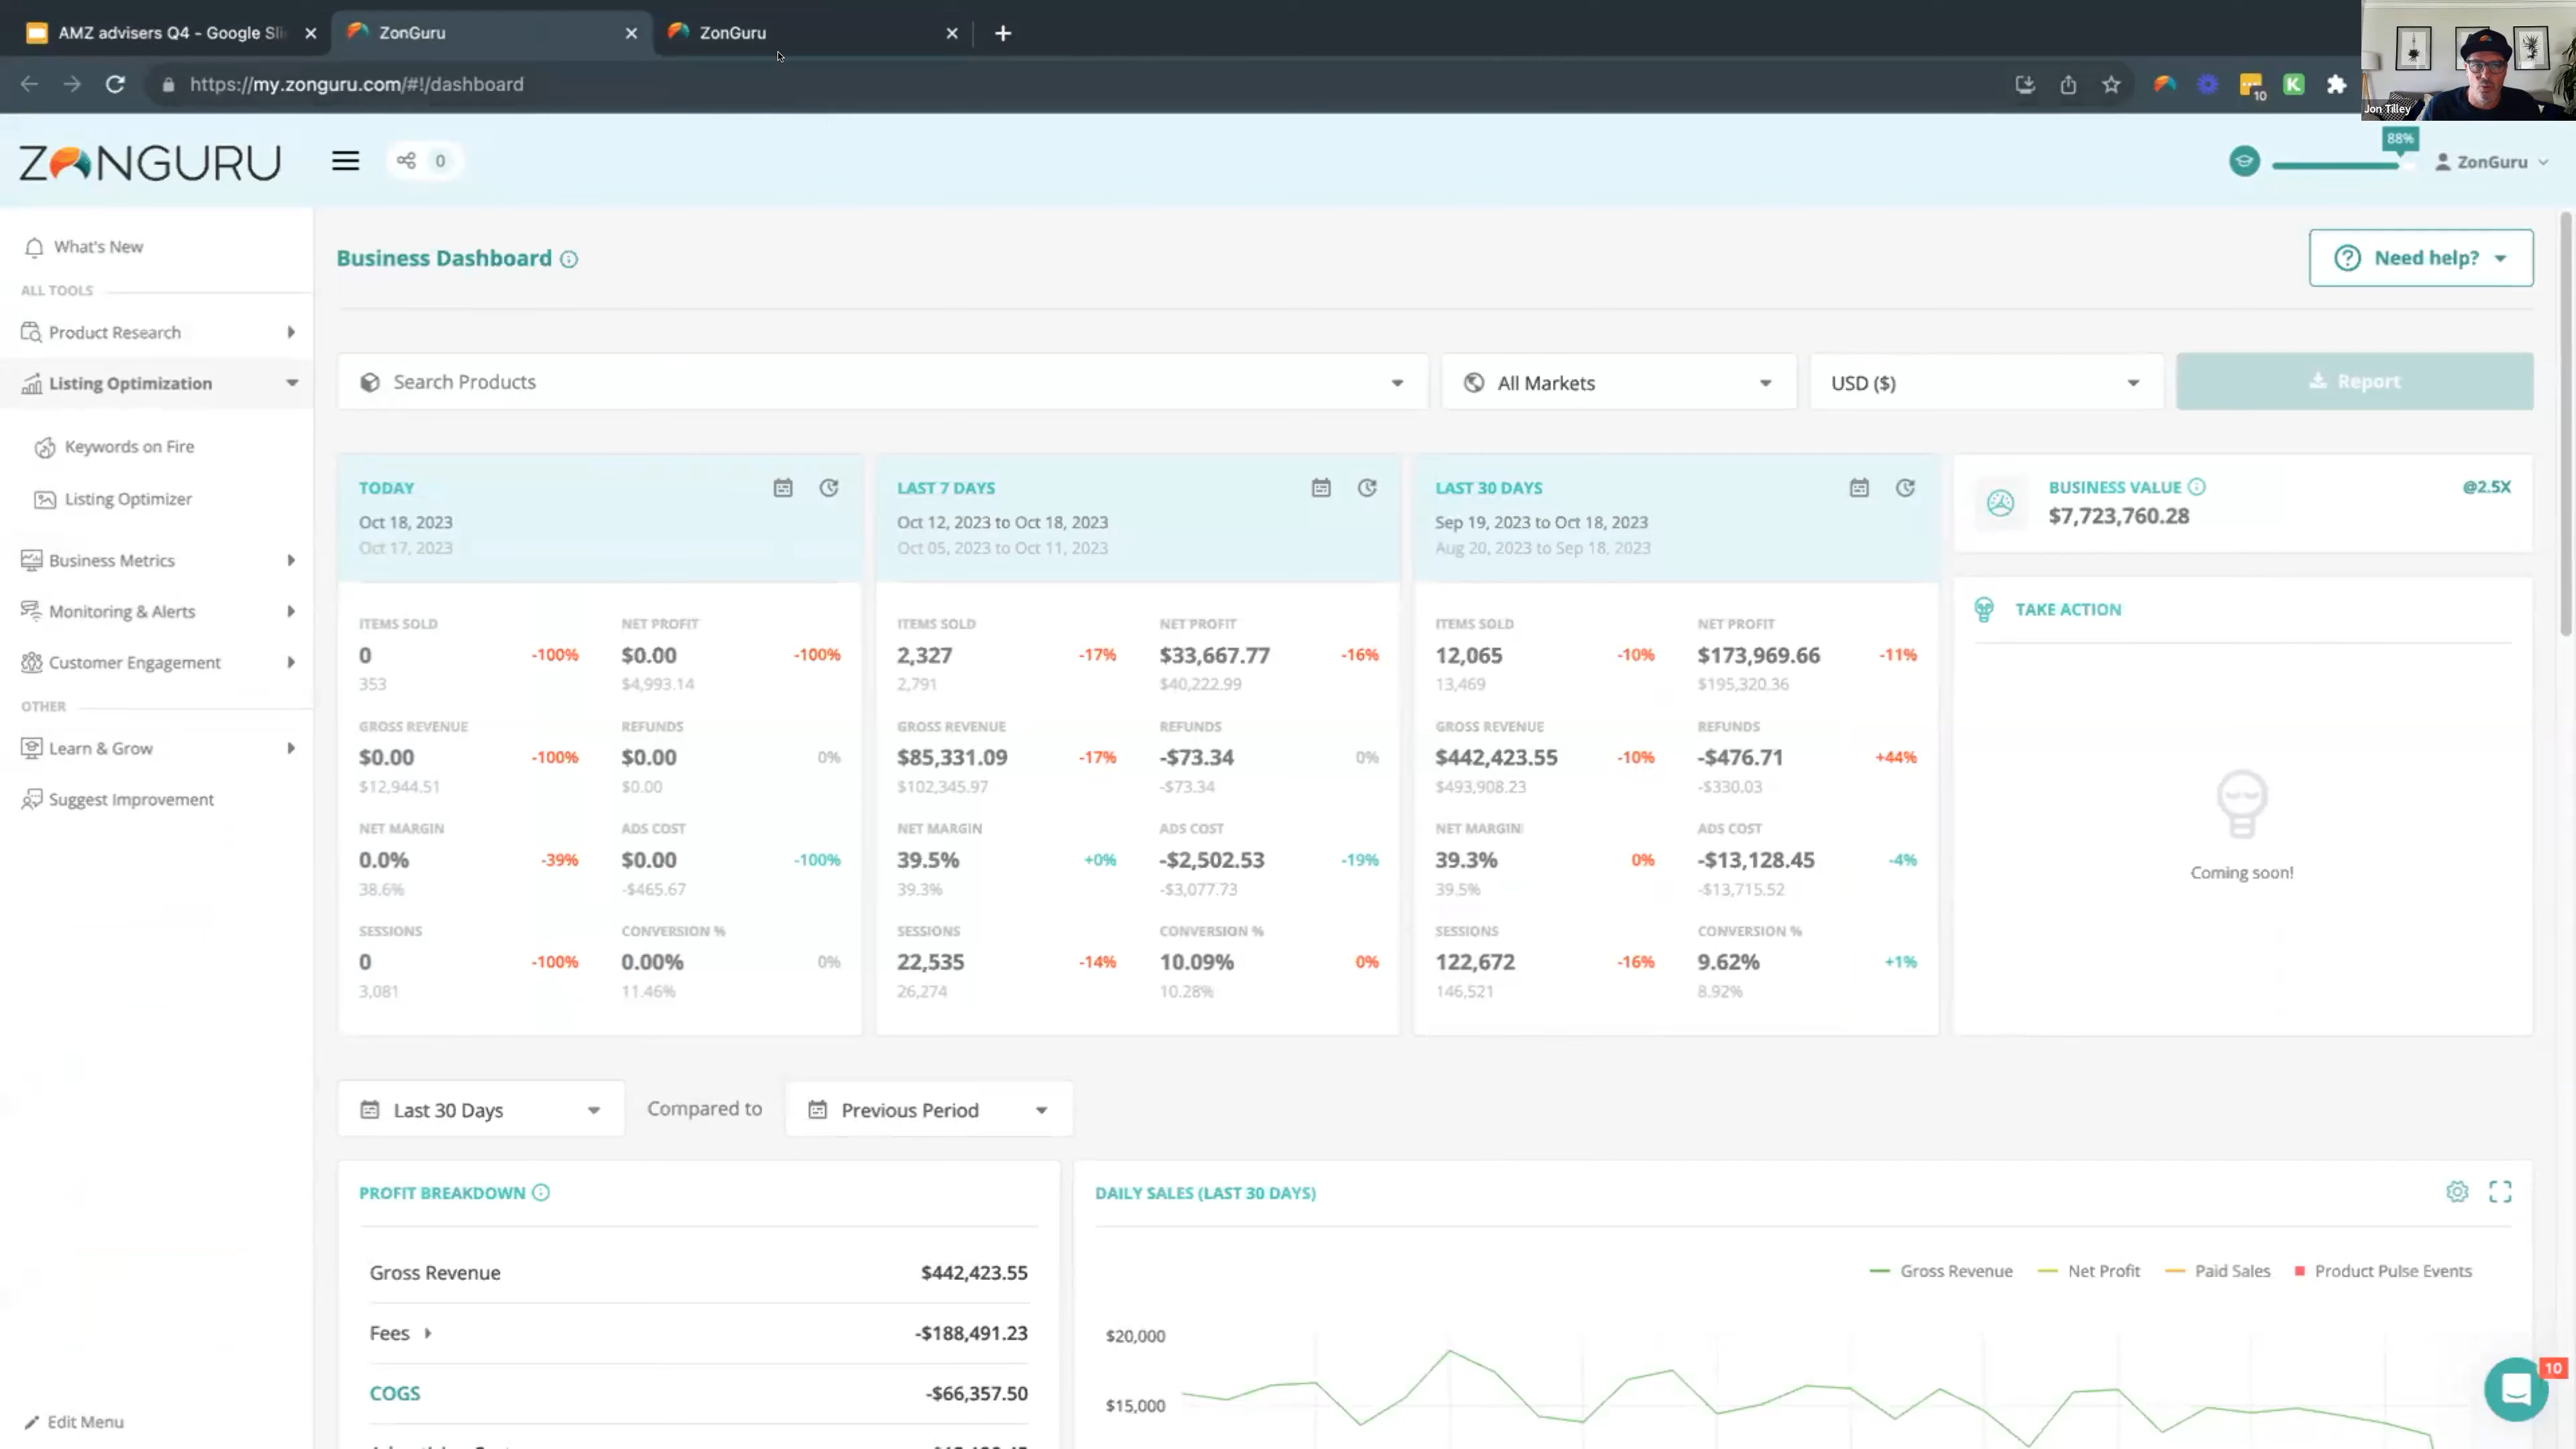 AMZ advisers Q4 - Google Sli
ZonGuru
ZonGuru
https://my.zonguru.com/#!/dashboard
10
K
Jon Tilley
ZONGURU
0
88%
ZonGuru
What's New
ALL TOOLS
Product Research
Listing Optimization
Keywords on Fire
Listing Optimizer
Business Metrics
Monitoring & Alerts
Customer Engagement
OTHER
Learn & Grow
Suggest Improvement
Edit Menu
Business Dashboard
Need help?
Search Products
All Markets
USD ($)
Report
TODAY
Oct 18, 2023
Oct 17, 2023
ITEMS SOLD
0 -100%
353
NET PROFIT
$0.00 -100%
$4,993.14
GROSS REVENUE
$0.00 -100%
$12,944.51
REFUNDS
$0.00 0%
$0.00
NET MARGIN
0.0% -39%
38.6%
ADS COST
$0.00 -100%
-$465.67
SESSIONS
0 -100%
3,081
CONVERSION %
0.00% 0%
11.46%
LAST 7 DAYS
Oct 12, 2023 to Oct 18, 2023
Oct 05, 2023 to Oct 11, 2023
ITEMS SOLD
2,327 -17%
2,791
NET PROFIT
$33,667.77 -16%
$40,222.99
GROSS REVENUE
$85,331.09 -17%
$102,345.97
REFUNDS
-$73.34 0%
-$73.34
NET MARGIN
39.5% +0%
39.3%
ADS COST
-$2,502.53 -19%
-$3,077.73
SESSIONS
22,535 -14%
26,274
CONVERSION %
10.09% 0%
10.28%
LAST 30 DAYS
Sep 19, 2023 to Oct 18, 2023
Aug 20, 2023 to Sep 18, 2023
ITEMS SOLD
12,065 -10%
13,469
NET PROFIT
$173,969.66 -11%
$195,320.36
GROSS REVENUE
$442,423.55 -10%
$493,908.23
REFUNDS
-$476.71 +44%
-$330.03
NET MARGIN
39.3% 0%
39.5%
ADS COST
-$13,128.45 -4%
-$13,715.52
SESSIONS
122,672 -16%
146,521
CONVERSION %
9.62% +1%
8.92%
BUSINESS VALUE @2.5X
$7,723,760.28
TAKE ACTION
Coming soon!
Last 30 Days
Compared to
Previous Period
PROFIT BREAKDOWN
Gross Revenue $442,423.55
Fees -$188,491.23
COGS -$66,357.50
DAILY SALES (LAST 30 DAYS)
Gross Revenue
Net Profit
Paid Sales
Product Pulse Events
$20,000
$15,000
10